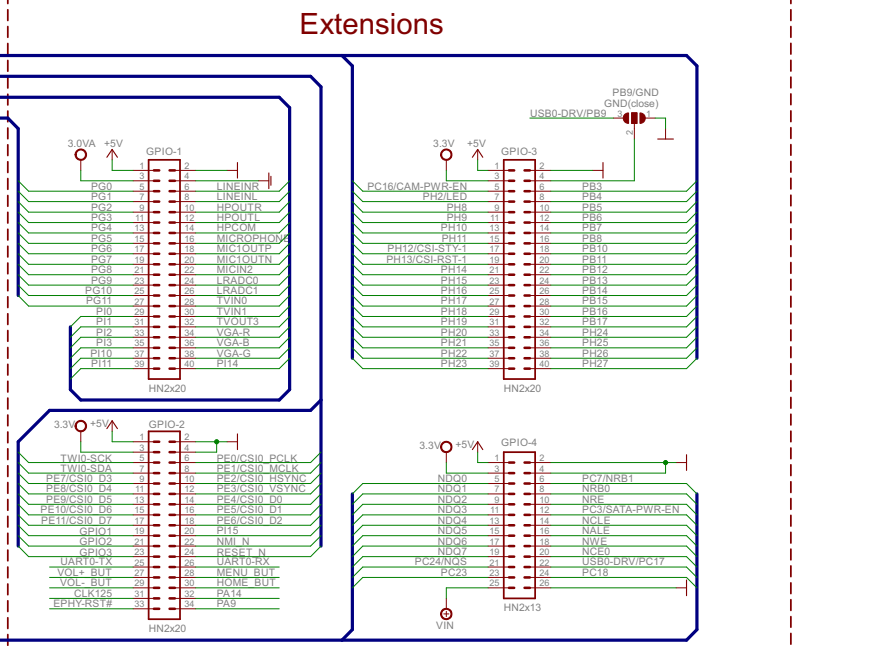 Extensions
PB9/GND
GND(close)
USB0-DRV/PB9 3 1
2
3.0VA +5V GPIO-1
1 2
3 4
PG0 5 6 LINEINR
PG1 7 8 LINEINL
PG2 9 10 HPOUTR
PG3 11 12 HPOUTL
PG4 13 14 HPCOM
PG5 15 16 MICROPHONE
PG6 17 18 MIC1OUTP
PG7 19 20 MIC1OUTN
PG8 21 22 MICIN2
PG9 23 24 LRADC0
PG10 25 26 LRADC1
PG11 27 28 TVIN0
PI0 29 30 TVIN1
PI1 31 32 TVOUT3
PI2 33 34 VGA-R
PI3 35 36 VGA-B
PI10 37 38 VGA-G
PI11 39 40 PI14
HN2x20
3.3V +5V GPIO-3
1 2
3 4
PC16/CAM-PWR-EN 5 6 PB3
PH2/LED 7 8 PB4
PH8 9 10 PB5
PH9 11 12 PB6
PH10 13 14 PB7
PH11 15 16 PB8
PH12/CSI-STY-1 17 18 PB10
PH13/CSI-RST-1 19 20 PB11
PH14 21 22 PB12
PH15 23 24 PB13
PH16 25 26 PB14
PH17 27 28 PB15
PH18 29 30 PB16
PH19 31 32 PB17
PH20 33 34 PH24
PH21 35 36 PH25
PH22 37 38 PH26
PH23 39 40 PH27
HN2x20
3.3V +5V GPIO-2
1 2
3 4
TWI0-SCK 5 6 PE0/CSI0_PCLK
TWI0-SDA 7 8 PE1/CSI0_MCLK
PE7/CSI0_D3 9 10 PE2/CSI0_HSYNC
PE8/CSI0_D4 11 12 PE3/CSI0_VSYNC
PE9/CSI0_D5 13 14 PE4/CSI0_D0
PE10/CSI0_D6 15 16 PE5/CSI0_D1
PE11/CSI0_D7 17 18 PE6/CSI0_D2
GPIO1 19 20 PI15
GPIO2 21 22 NMI_N
GPIO3 23 24 RESET_N
UART0-TX 25 26 UART0-RX
VOL+_BUT 27 28 MENU_BUT
VOL-_BUT 29 30 HOME_BUT
CLK125 31 32 PA14
EPHY-RST# 33 34 PA9
HN2x20
3.3V +5V GPIO-4
1 2
3 4
NDQ0 5 6 PC7/NRB1
NDQ1 7 8 NRB0
NDQ2 9 10 NRE
NDQ3 11 12 PC3/SATA-PWR-EN
NDQ4 13 14 NCLE
NDQ5 15 16 NALE
NDQ6 17 18 NWE
NDQ7 19 20 NCE0
PC24/NQS 21 22 USB0-DRV/PC17
PC23 23 24 PC18
25 26
HN2x13
VIN